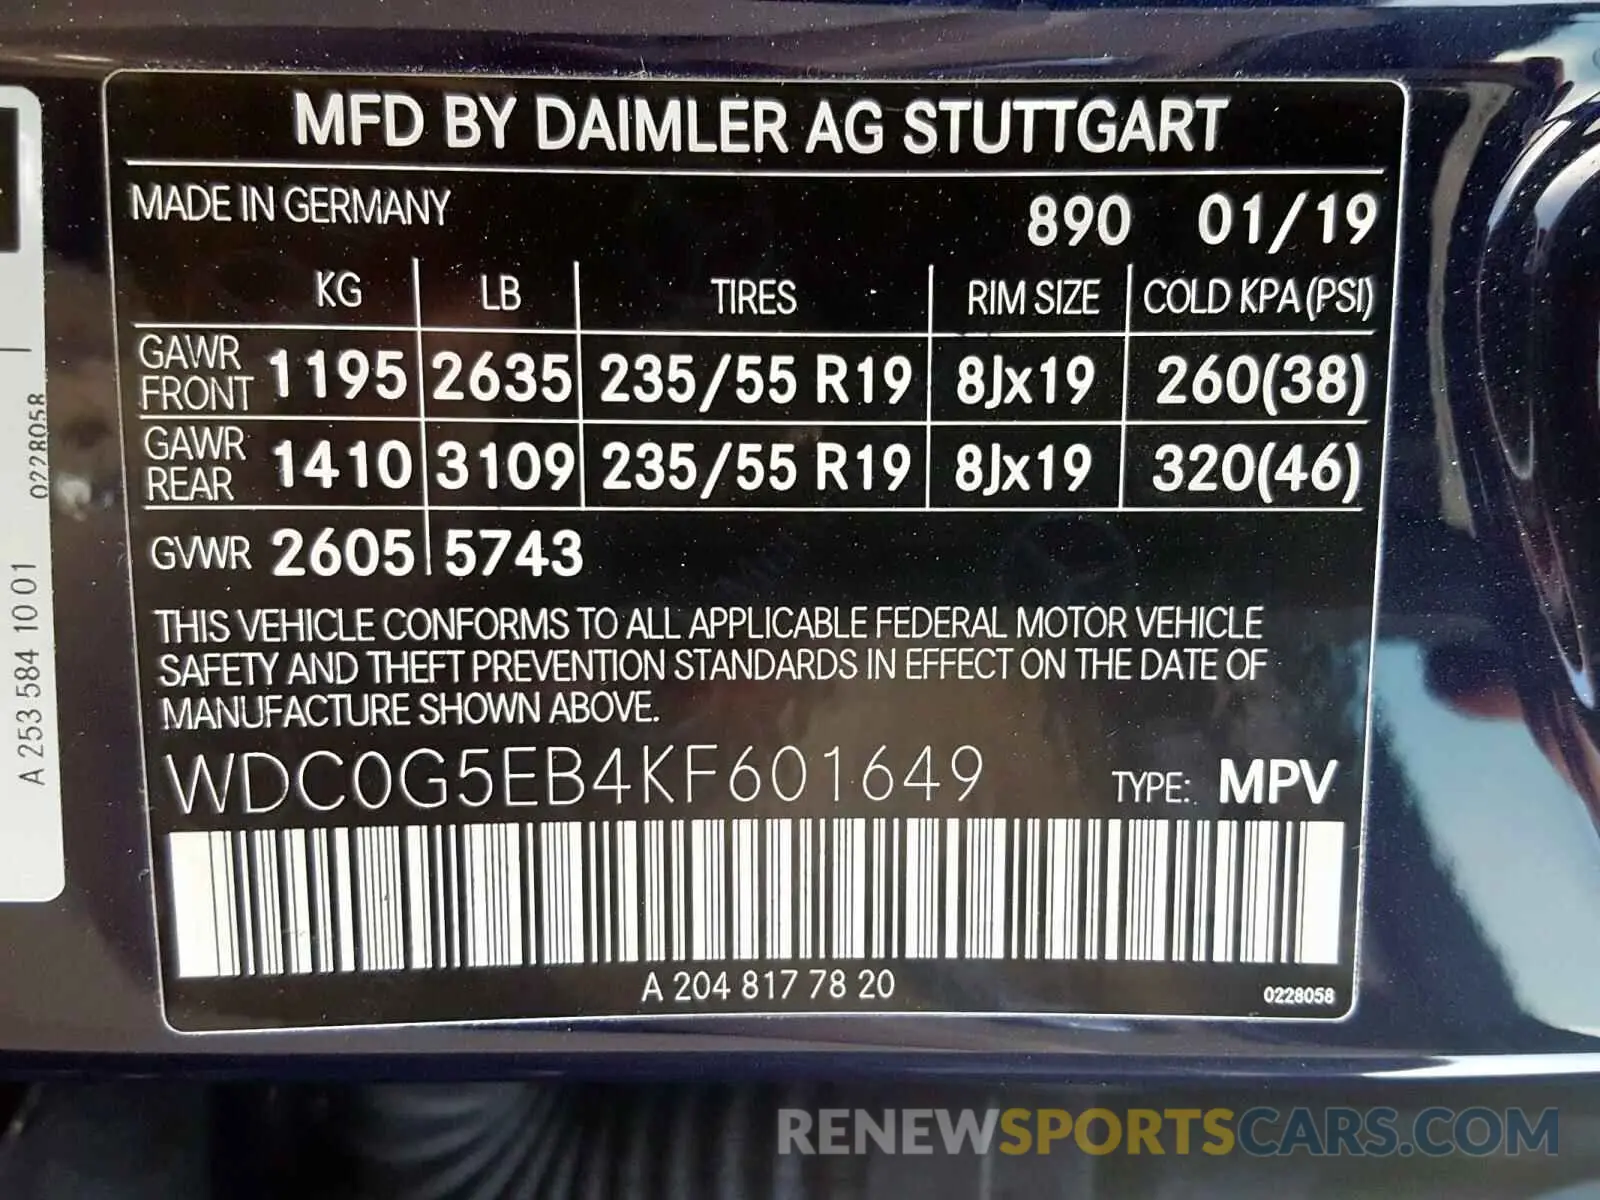 MFD BY DAIMLER AG STUTTGART
MADE IN GERMANY 890 01/19
KG LB TIRES RIM SIZE COLD KPA (PSI)
GAWR FRONT 1195 2635 235/55 R19 8Jx19 260(38)
GAWR REAR 1410 3109 235/55 R19 8Jx19 320(46)
GVWR 2605 5743
THIS VEHICLE CONFORMS TO ALL APPLICABLE FEDERAL MOTOR VEHICLE
SAFETY AND THEFT PREVENTION STANDARDS IN EFFECT ON THE DATE OF
MANUFACTURE SHOWN ABOVE.
WDC0G5EB4KF601649 TYPE: MPV
A 204 817 78 20 0228058
A 253 584 10 01 0228058
RENEWSPORTSCARS.COM